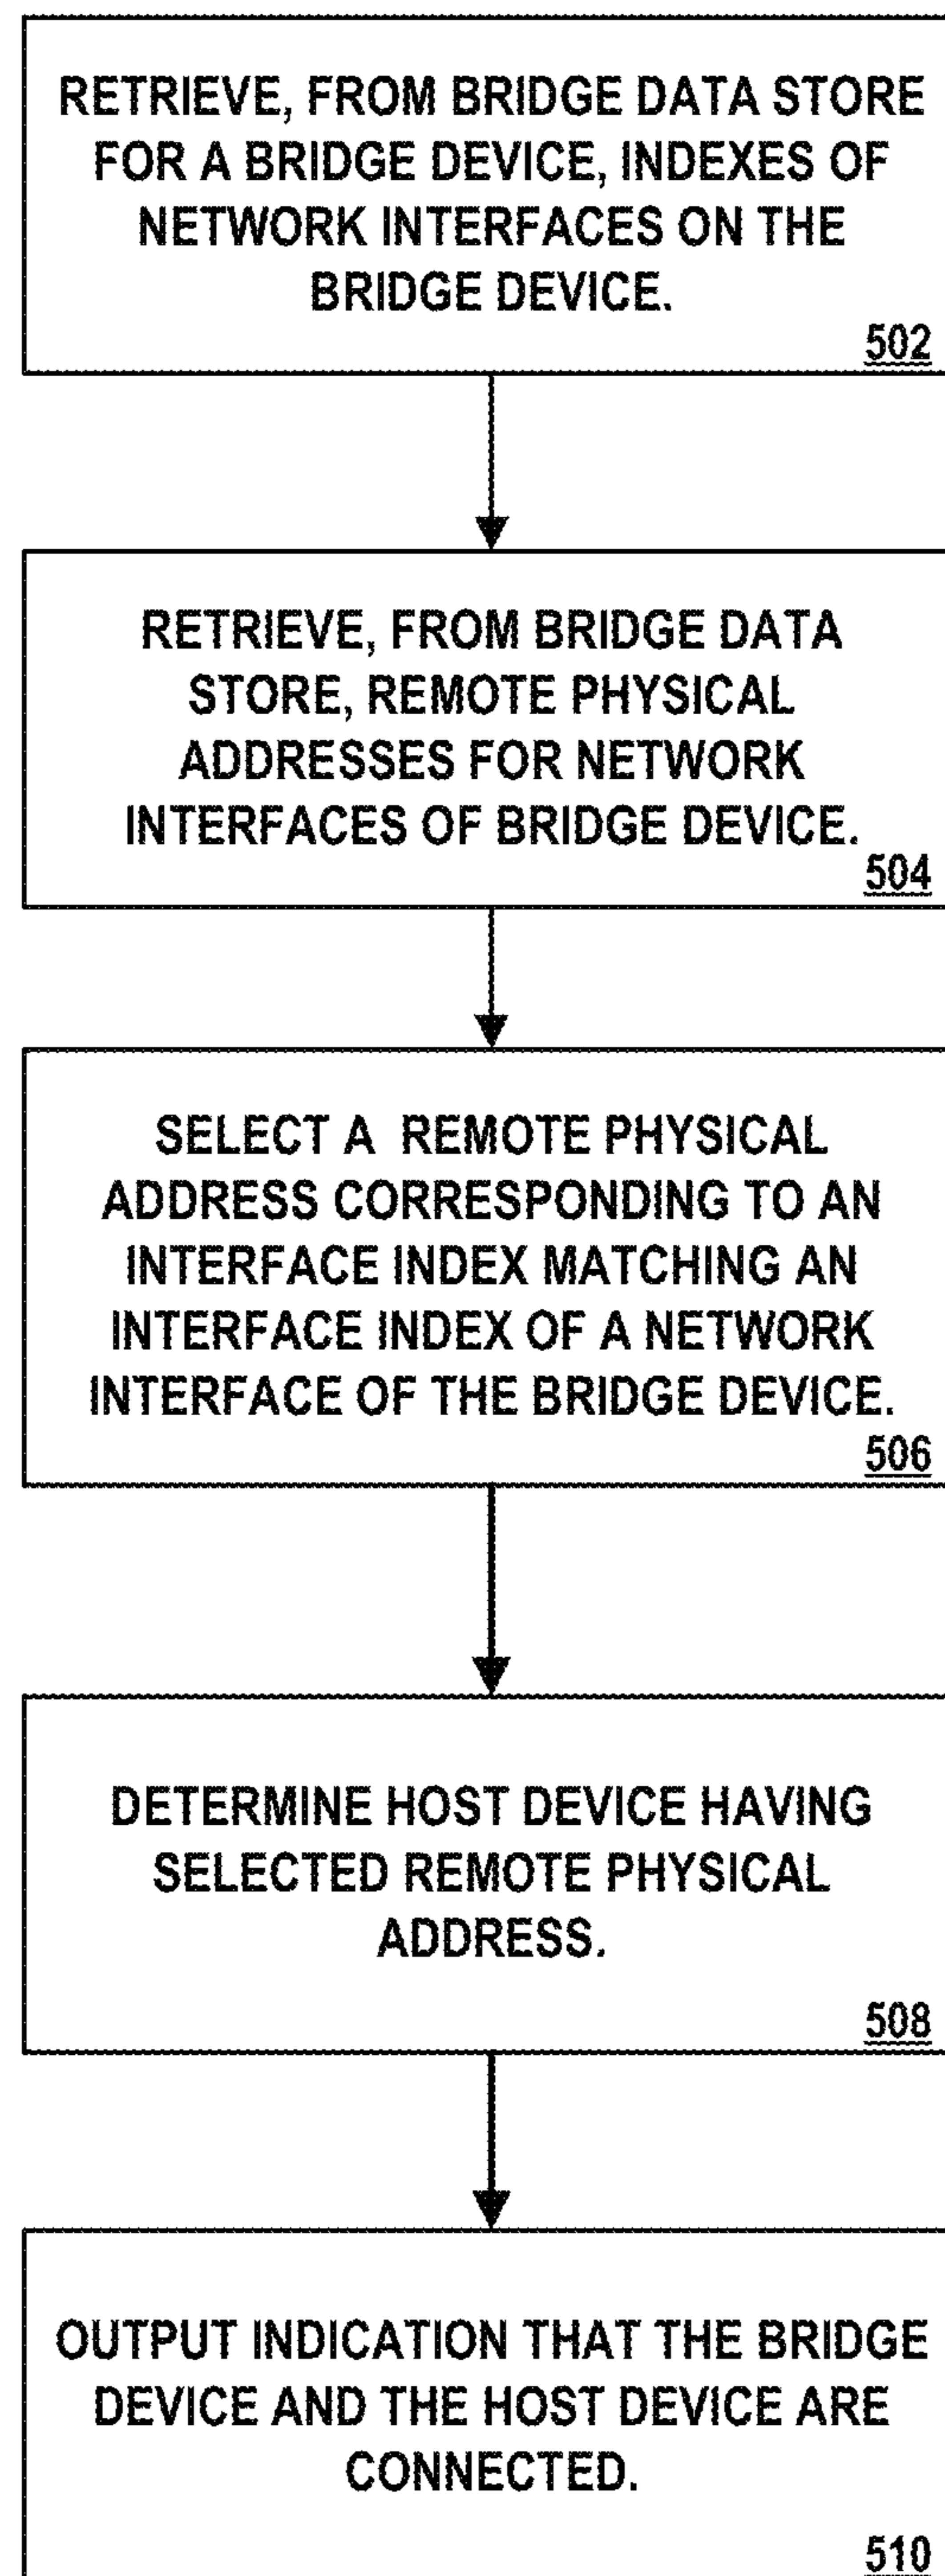 RETRIEVE, FROM BRIDGE DATA STORE
FOR A BRIDGE DEVICE, INDEXES OF
NETWORK INTERFACES ON THE
BRIDGE DEVICE.
502
RETRIEVE, FROM BRIDGE DATA
STORE, REMOTE PHYSICAL
ADDRESSES FOR NETWORK
INTERFACES OF BRIDGE DEVICE.
504
SELECT A REMOTE PHYSICAL
ADDRESS CORRESPONDING TO AN
INTERFACE INDEX MATCHING AN
INTERFACE INDEX OF A NETWORK
INTERFACE OF THE BRIDGE DEVICE.
506
DETERMINE HOST DEVICE HAVING
SELECTED REMOTE PHYSICAL
ADDRESS.
508
OUTPUT INDICATION THAT THE BRIDGE
DEVICE AND THE HOST DEVICE ARE
CONNECTED.
510